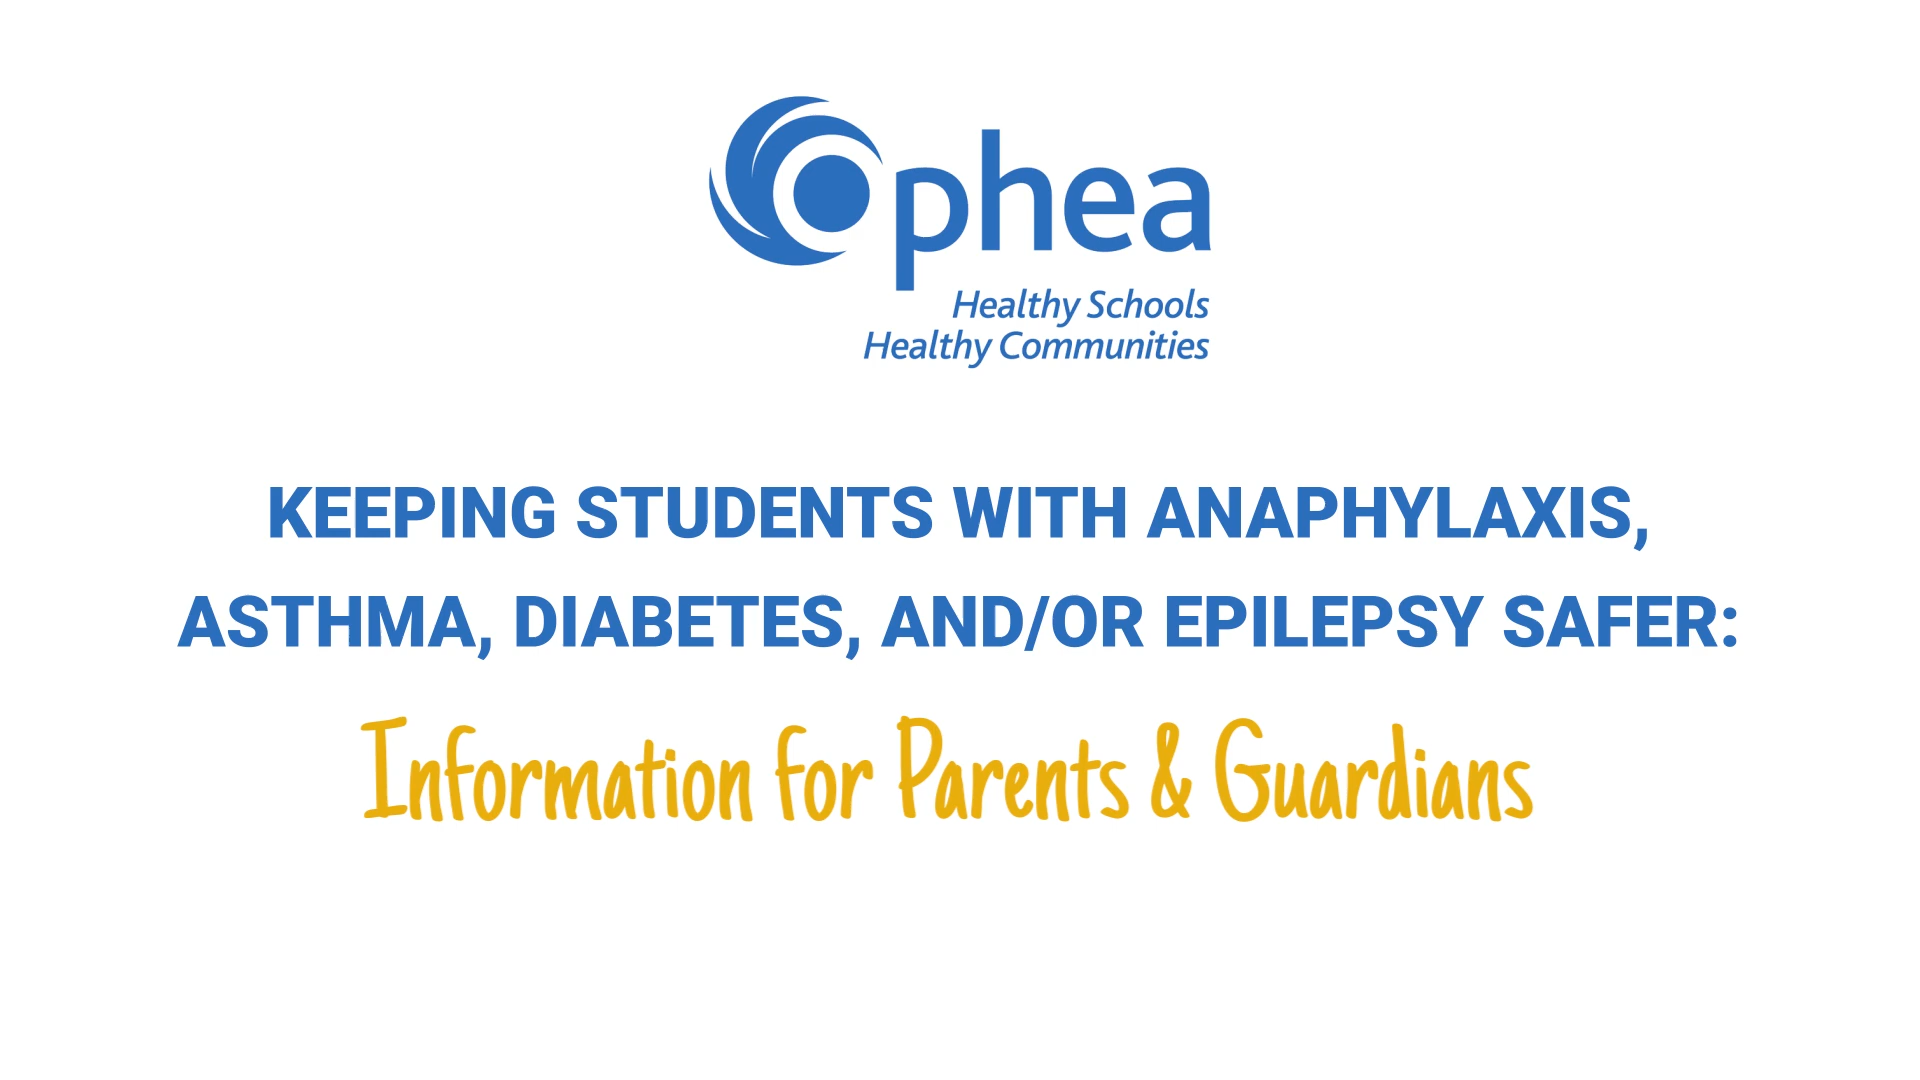 Ophea
Healthy Schools
Healthy Communities
KEEPING STUDENTS WITH ANAPHYLAXIS,
ASTHMA, DIABETES, AND/OR EPILEPSY SAFER:
Information for Parents & Guardians